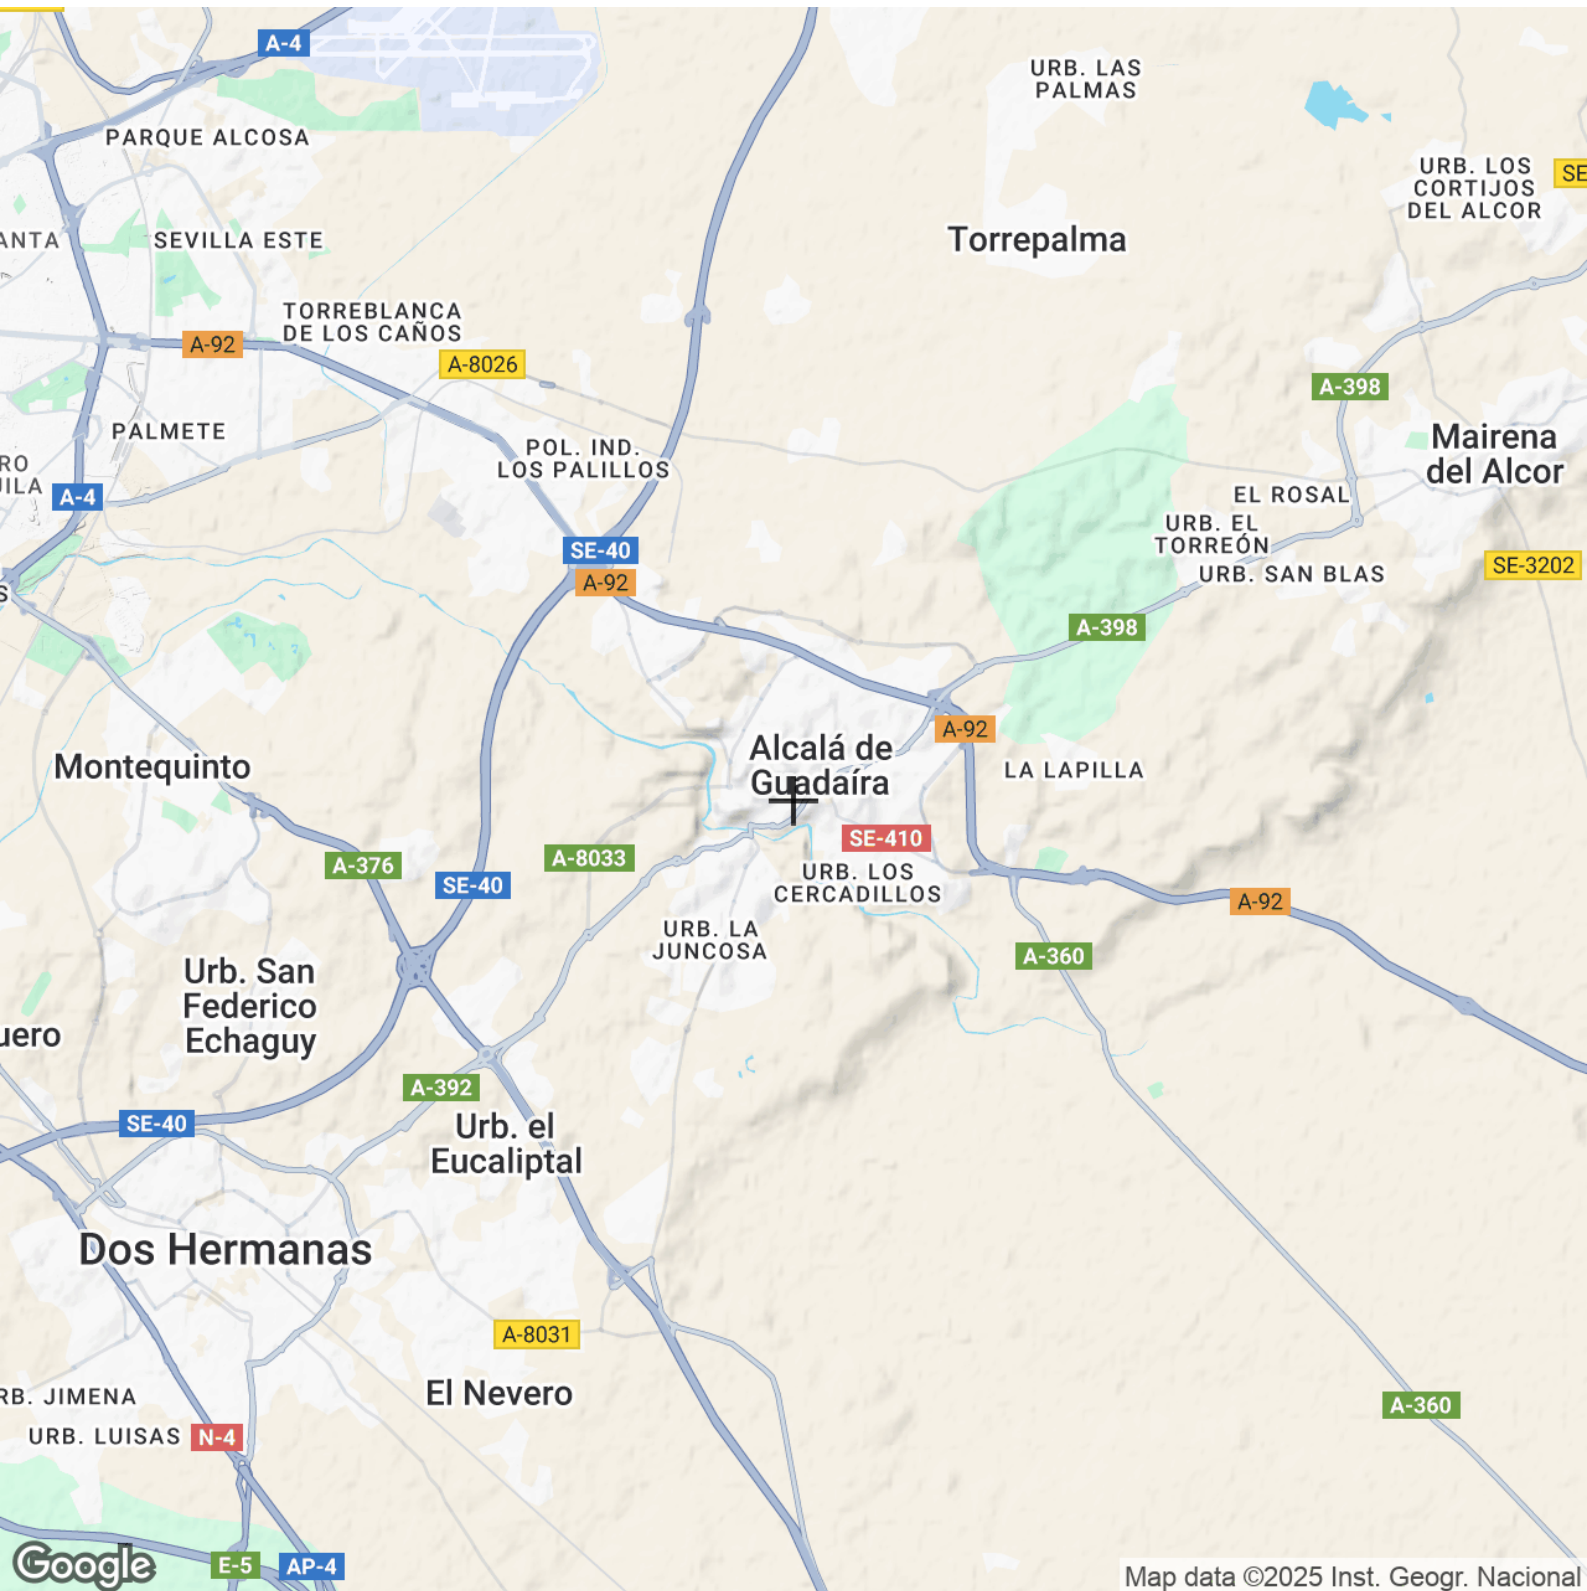 A-4
URB. LAS
PALMAS
PARQUE ALCOSA
URB. LOS
CORTIJOS
DEL ALCOR
SE
ANTA
SEVILLA ESTE
Torrepalma
TORREBLANCA
DE LOS CAÑOS
A-92
A-8026
A-398
PALMETE
POL. IND.
LOS PALILLOS
Mairena
del Alcor
RO
A-4
EL ROSAL
URB. EL
TORREÓN
SE-40
A-92
URB. SAN BLAS
SE-3202
S
A-398
A-92
Alcalá de
Guadaíra
Montequinto
LA LAPILLA
SE-410
A-376
A-8033
SE-40
URB. LOS
CERCADILLOS
A-92
URB. LA
JUNCOSA
A-360
Urb. San
Federico
Echaguy
uero
A-392
SE-40
Urb. el
Eucaliptal
Dos Hermanas
A-8031
El Nevero
RB. JIMENA
A-360
URB. LUISAS
N-4
Google
E-5
AP-4
Map data ©2025 Inst. Geogr. Nacional